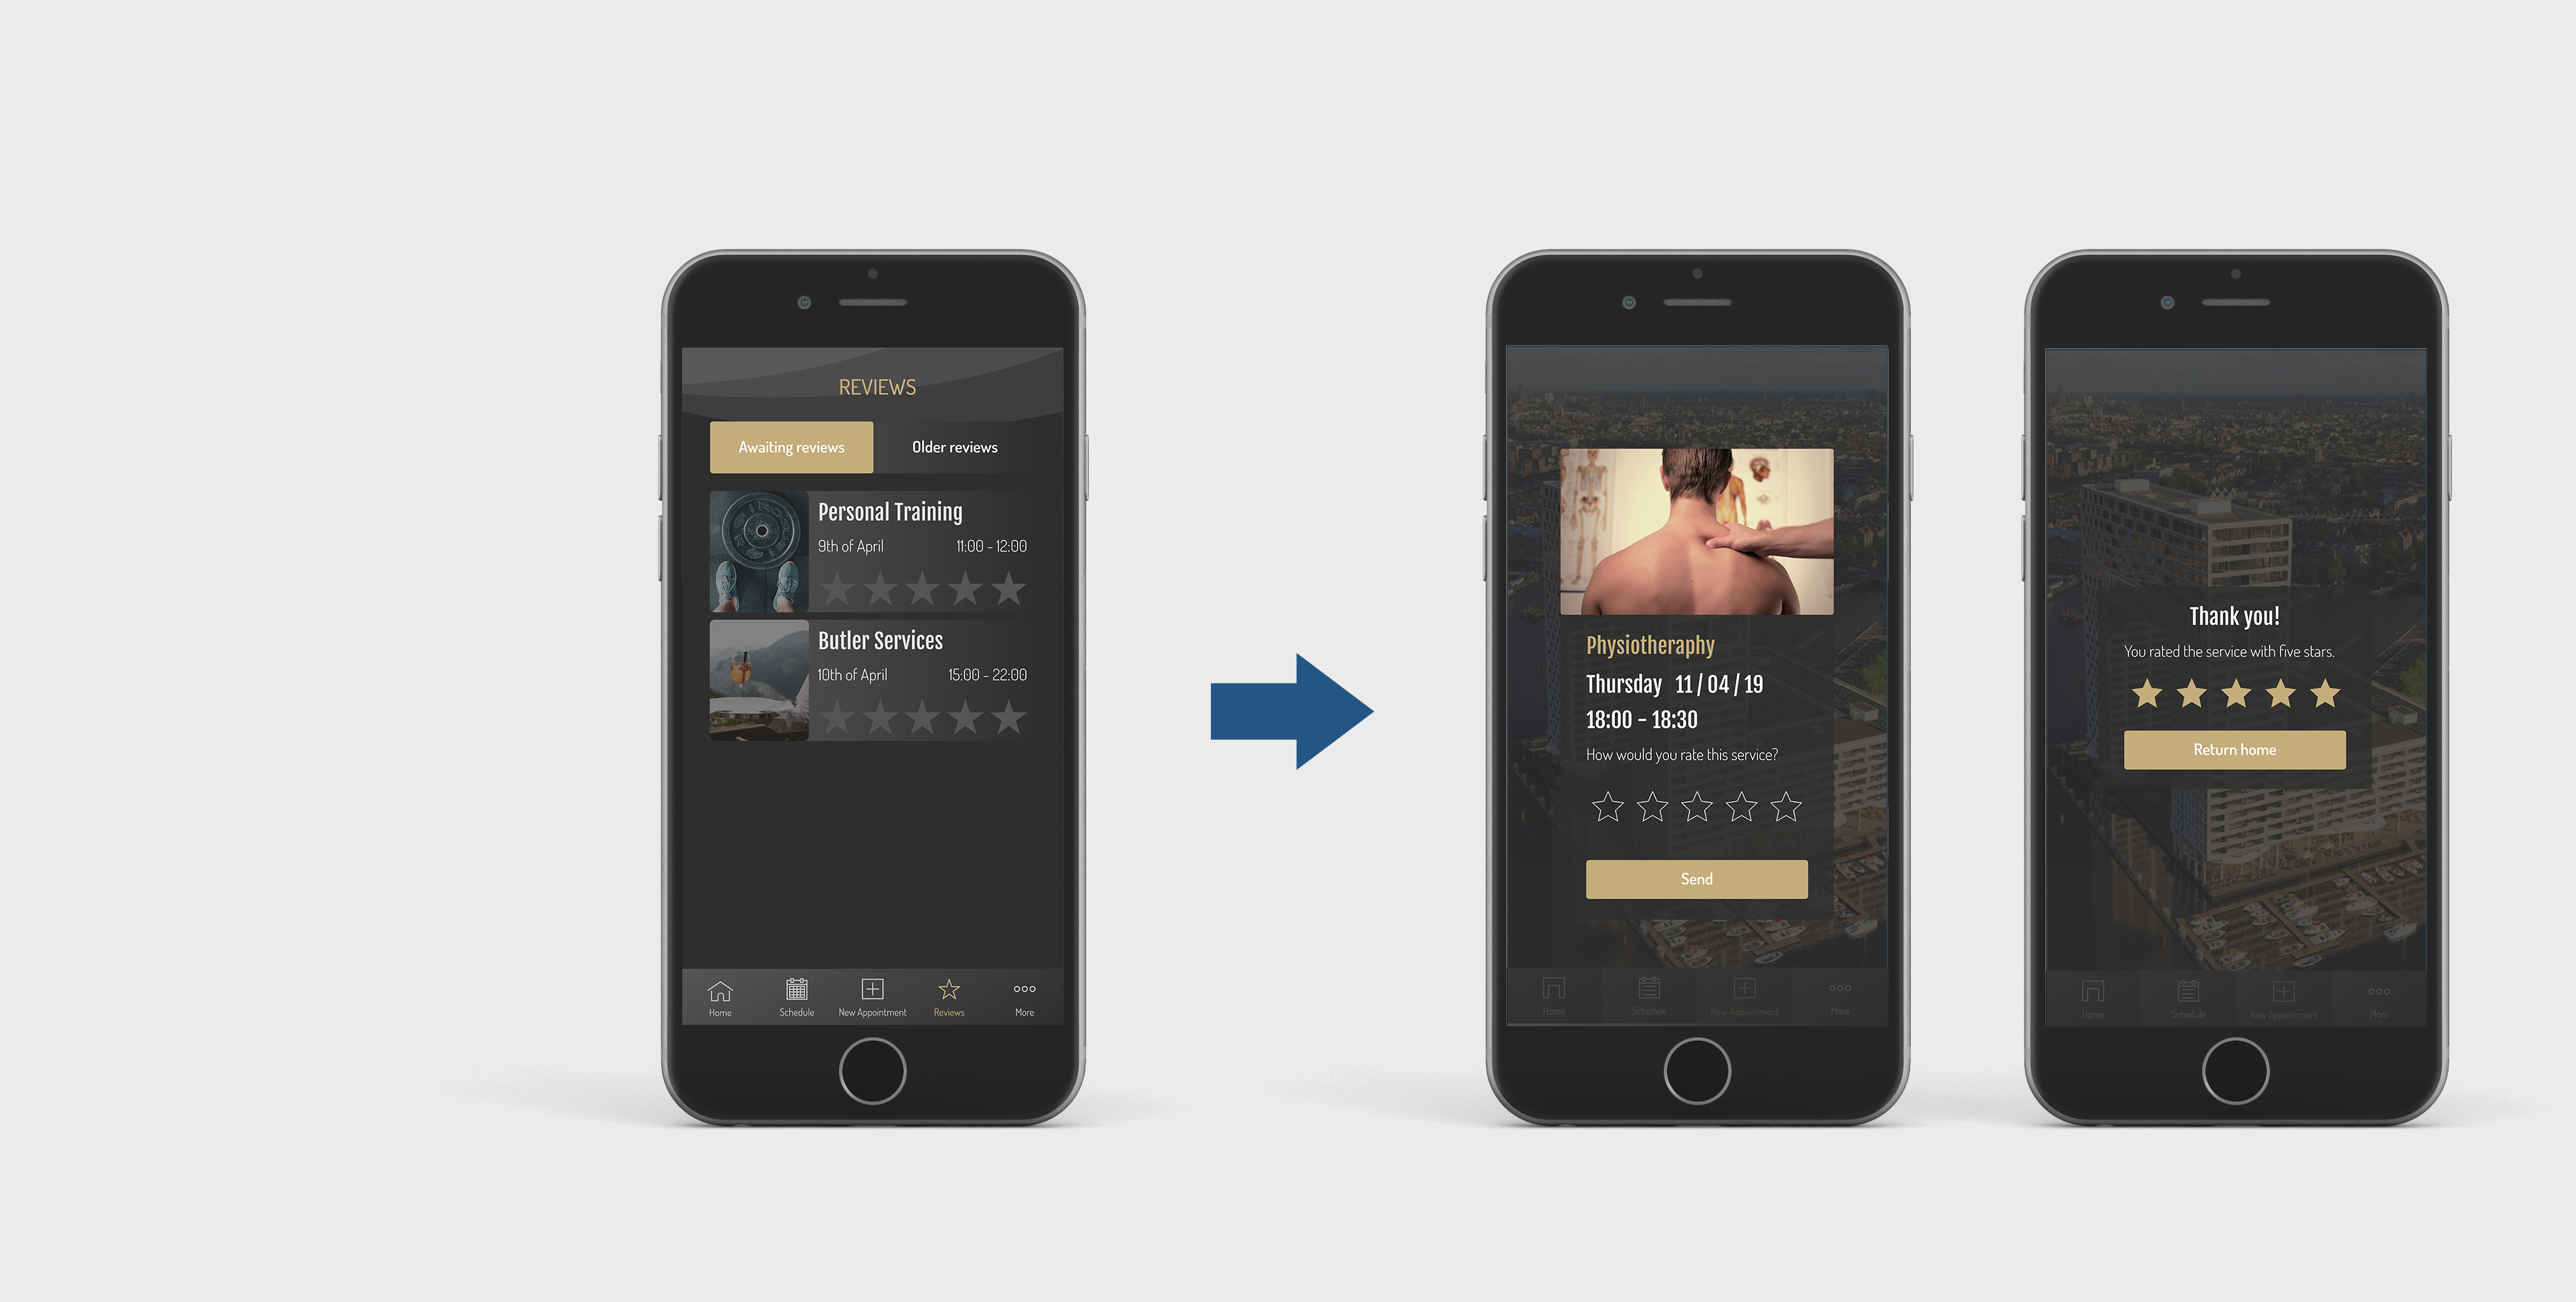 REVIEWS
Awaiting reviews
Older reviews
Personal Training
9th of April
11:00 - 12:00
Butler Services
10th of April
15:00 - 22:00
Home
Schedule
New Appointment
Reviews
More
Physiotheraphy
Thursday 11 / 04 / 19
18:00 - 18:30
How would you rate this service?
Send
Home
Schedule
New Appointment
More
Thank you!
You rated the service with five stars.
Return home
Home
Schedule
New Appointment
More